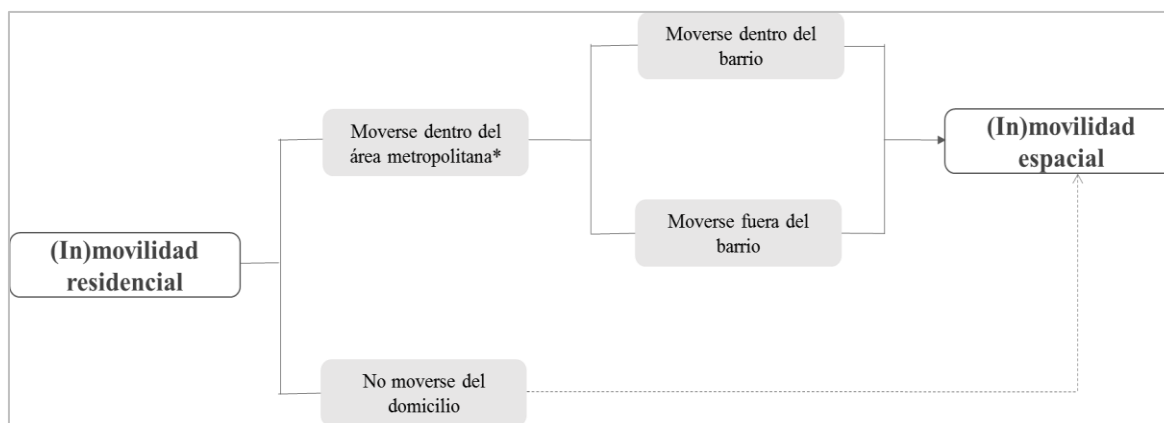 Moverse dentro del
barrio
Moverse dentro del
área metropolitana*
(In)movilidad
espacial
Moverse fuera del
barrio
(In)movilidad
residencial
No moverse del
domicilio